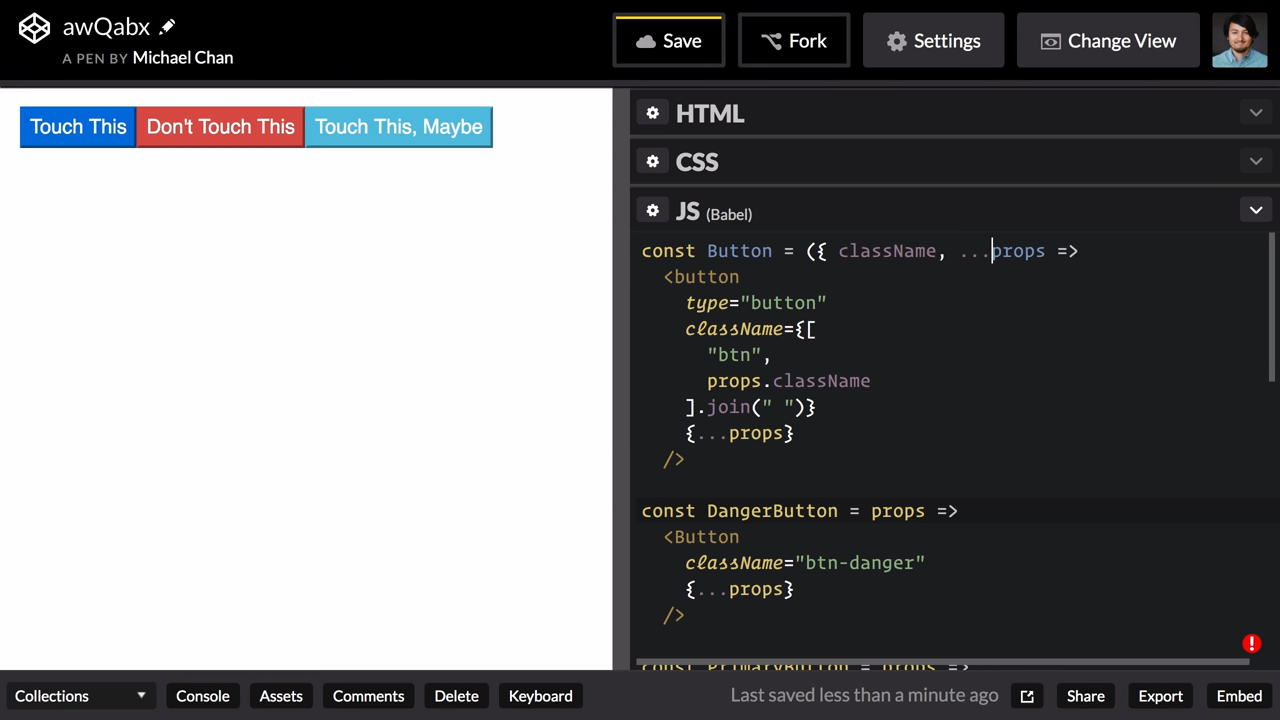 awQabx
A PEN BY Michael Chan
Save
Fork
Settings
Change View
Touch This
Don't Touch This
Touch This, Maybe
HTML
CSS
JS (Babel)
const Button = ({ className, ...props =>
<button
type="button"
className={[
"btn",
props.className
].join(" ")}
{...props}
/>
const DangerButton = props =>
<Button
className="btn-danger"
{...props}
/>
const PrimaryButton = props =>
Collections
Console
Assets
Comments
Delete
Keyboard
Last saved less than a minute ago
Share
Export
Embed